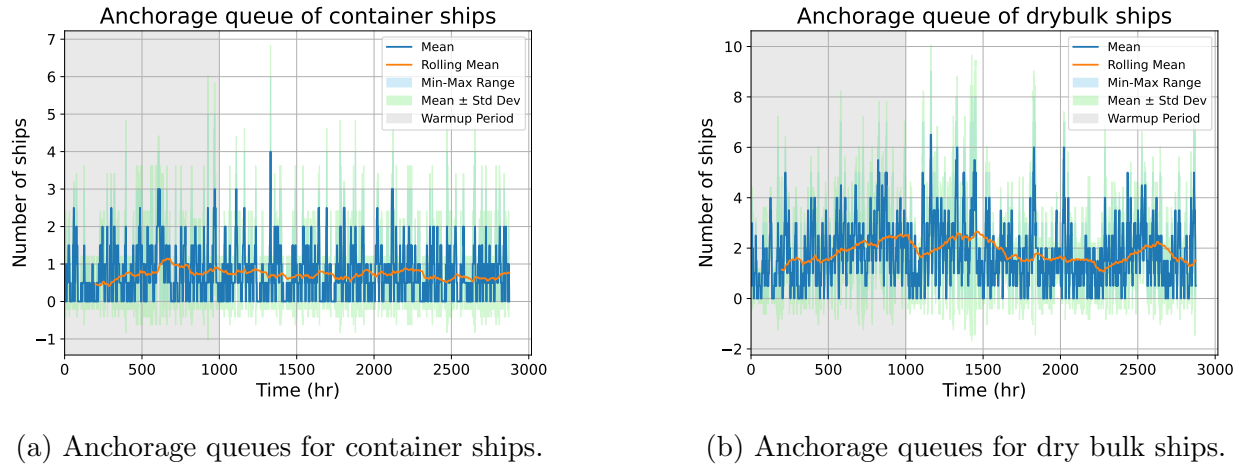 Anchorage queue of container ships
7
6
5
4
3
2
1
0
−1
Number of ships
Mean
Rolling Mean
Min-Max Range
Mean ± Std Dev
Warmup Period
0 500 1000 1500 2000 2500 3000
Time (hr)
(a) Anchorage queues for container ships.
Anchorage queue of drybulk ships
10
8
6
4
2
0
−2
Number of ships
Mean
Rolling Mean
Min-Max Range
Mean ± Std Dev
Warmup Period
0 500 1000 1500 2000 2500 3000
Time (hr)
(b) Anchorage queues for dry bulk ships.